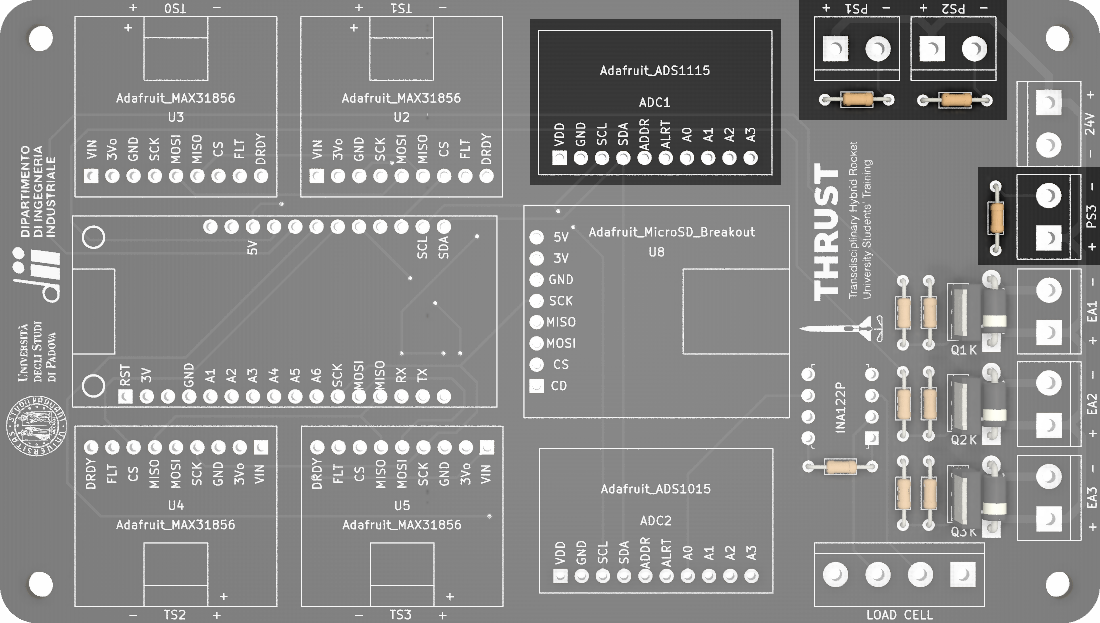 + TS0 -
+ TS1 -
+ PS1 -
+ PS2 -
+
Adafruit_MAX31856
U3
VIN 3Vo GND SCK MOSI MISO CS FLT DRDY
+
Adafruit_MAX31856
U2
VIN 3Vo GND SCK MOSI MISO CS FLT DRDY
Adafruit_ADS1115
ADC1
VDD GND SCL SDA ADDR ALRT A0 A1 A2 A3
24V + -
PS3 + -
DIPARTIMENTO
DI INGEGNERIA
INDUSTRIALE
dii
UNIVERSITÀ
DEGLI STUDI
DI PADOVA
5V SCL SDA
RST 3V GND A1 A2 A3 A4 A5 A6 SCK MOSI MISO RX TX
Adafruit_MicroSD_Breakout
U8
5V
3V
GND
SCK
MISO
MOSI
CS
CD
THRUST
Transdisciplinary Hybrid Rocket
University Students' Training
INA122P
Q1K
+ EA1 -
Q2K
+ EA2 -
Q3K
+ EA3 -
DRDY FLT CS MISO MOSI SCK GND 3Vo VIN
U4
Adafruit_MAX31856
+
- TS2 +
DRDY FLT CS MISO MOSI SCK GND 3Vo VIN
U5
Adafruit_MAX31856
+
- TS3 +
Adafruit_ADS1015
ADC2
VDD GND SCL SDA ADDR ALRT A0 A1 A2 A3
LOAD CELL